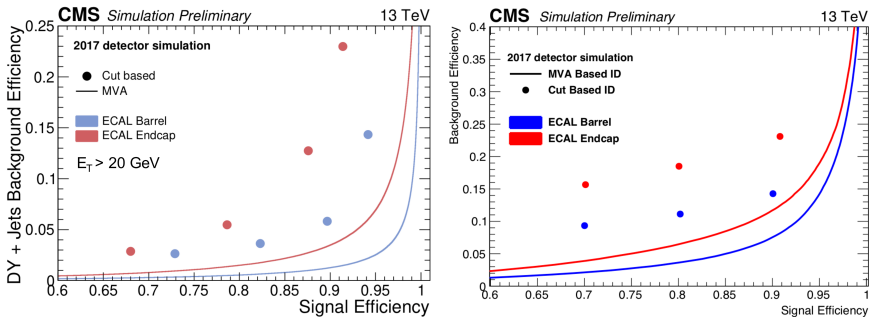 CMS Simulation Preliminary 13 TeV
DY + Jets Background Efficiency
0.25
0.2
0.15
0.1
0.05
0
2017 detector simulation
Cut based
MVA
ECAL Barrel
ECAL Endcap
E_T > 20 GeV
0.6 0.65 0.7 0.75 0.8 0.85 0.9 0.95 1
Signal Efficiency
CMS Simulation Preliminary 13 TeV
Background Efficiency
0.4
0.35
0.3
0.25
0.2
0.15
0.1
0.05
0
2017 detector simulation
MVA Based ID
Cut Based ID
ECAL Barrel
ECAL Endcap
0.6 0.65 0.7 0.75 0.8 0.85 0.9 0.95 1
Signal Efficiency